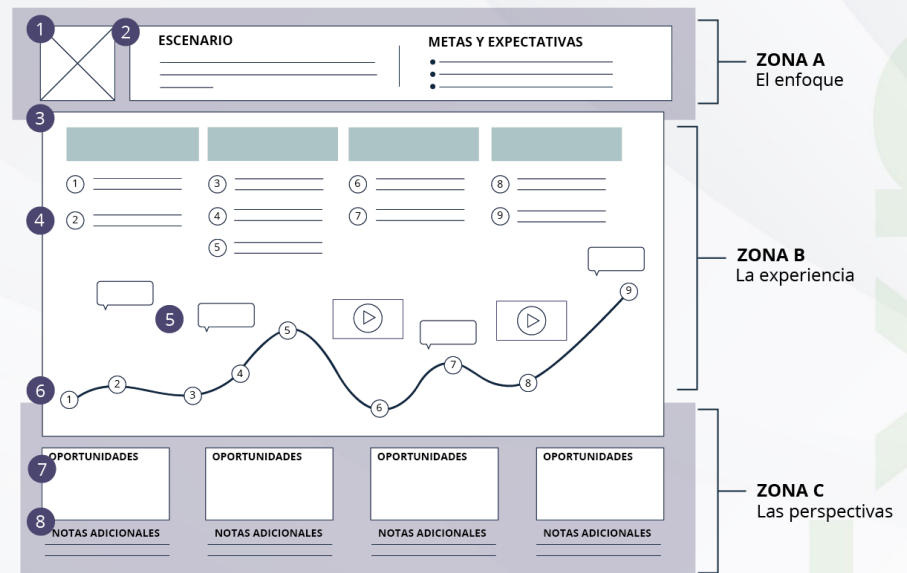 1
2
ESCENARIO
METAS Y EXPECTATIVAS
ZONA A
El enfoque
3
1
3
6
8
4
2
4
7
9
5
ZONA B
La experiencia
5
9
5
7
4
8
2
6
1
3
6
7
OPORTUNIDADES
OPORTUNIDADES
OPORTUNIDADES
OPORTUNIDADES
ZONA C
Las perspectivas
8
NOTAS ADICIONALES
NOTAS ADICIONALES
NOTAS ADICIONALES
NOTAS ADICIONALES